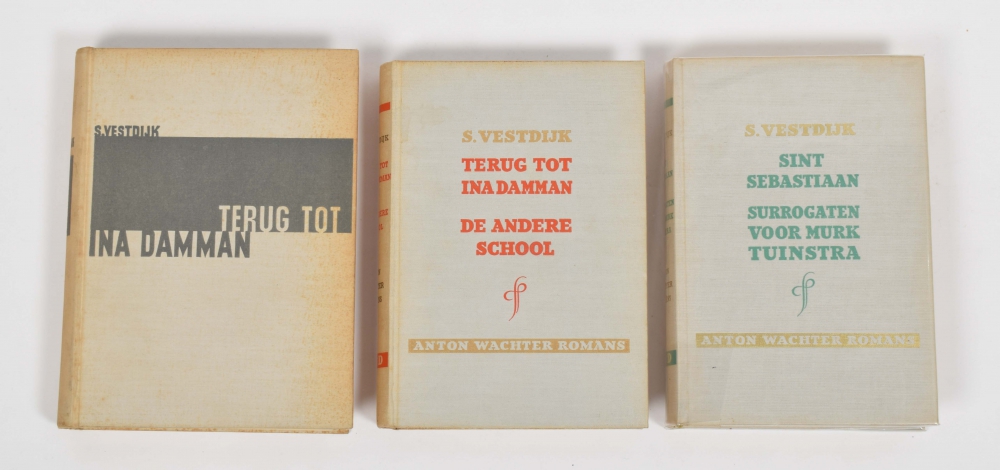 S. VESTDIJK
TERUG TOT
INA DAMMAN
S. VESTDIJK
TERUG TOT
INA DAMMAN
DE ANDERE
SCHOOL
ANTON WACHTER ROMANS
S. VESTDIJK
SINT
SEBASTIAAN
SURROGATEN
VOOR MURK
TUINSTRA
ANTON WACHTER ROMANS